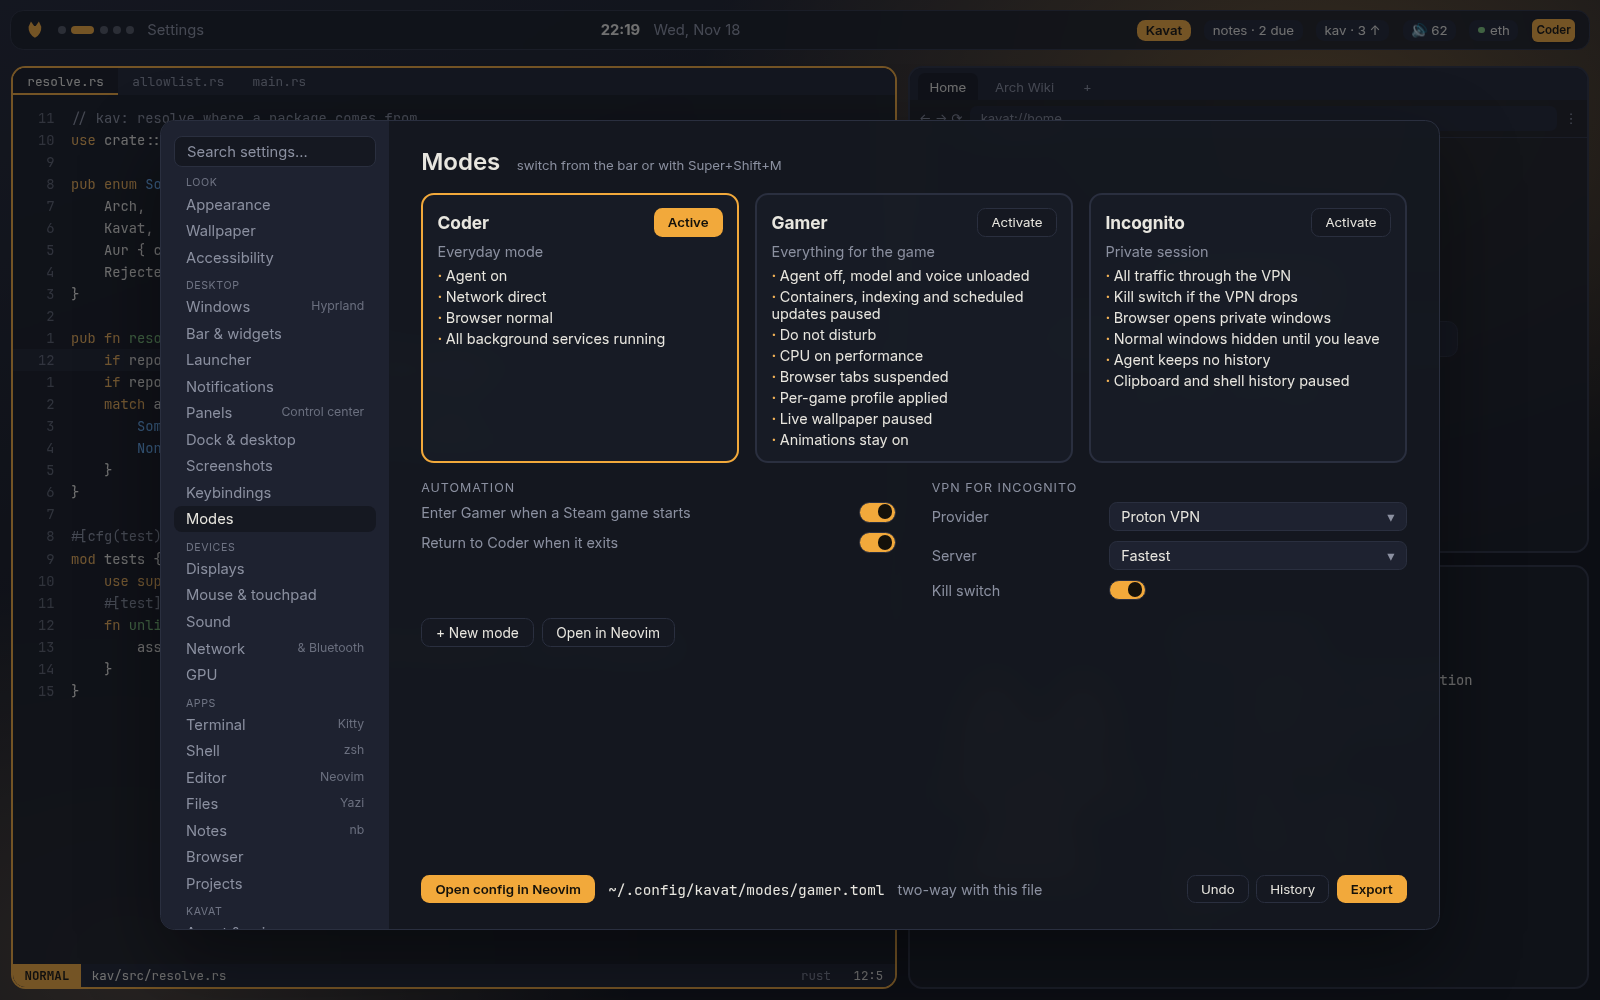 Settings
22:19 Wed, Nov 18
Kavat
notes · 2 due
kav · 3 ↑
62
eth
Coder
resolve.rs
allowlist.rs
main.rs
11 // kav: resolve where a package comes from
10 use crate::
9
8 pub enum So
7 Arch,
6 Kavat,
5 Aur { c
4 Rejecte
3 }
2
1 pub fn reso
12 if repo
1 if repo
2 match a
3 Som
4 Non
5 }
6 }
7
8 #[cfg(test)
9 mod tests {
10 use sup
11 #[test]
12 fn unli
13 ass
14 }
15 }
NORMAL kav/src/resolve.rs
rust 12:5
Home
Arch Wiki
+
← → ⟳ kavat://home ⋮
tion
Search settings...
LOOK
Appearance
Wallpaper
Accessibility
DESKTOP
Windows Hyprland
Bar & widgets
Launcher
Notifications
Panels Control center
Dock & desktop
Screenshots
Keybindings
Modes
DEVICES
Displays
Mouse & touchpad
Sound
Network & Bluetooth
GPU
APPS
Terminal Kitty
Shell zsh
Editor Neovim
Files Yazi
Notes nb
Browser
Projects
KAVAT
Modes switch from the bar or with Super+Shift+M
Coder Active
Everyday mode
· Agent on
· Network direct
· Browser normal
· All background services running
Gamer Activate
Everything for the game
· Agent off, model and voice unloaded
· Containers, indexing and scheduled
updates paused
· Do not disturb
· CPU on performance
· Browser tabs suspended
· Per-game profile applied
· Live wallpaper paused
· Animations stay on
Incognito Activate
Private session
· All traffic through the VPN
· Kill switch if the VPN drops
· Browser opens private windows
· Normal windows hidden until you leave
· Agent keeps no history
· Clipboard and shell history paused
AUTOMATION
Enter Gamer when a Steam game starts
Return to Coder when it exits
VPN FOR INCOGNITO
Provider Proton VPN ▾
Server Fastest ▾
Kill switch
+ New mode
Open in Neovim
Open config in Neovim
~/.config/kavat/modes/gamer.toml two-way with this file
Undo
History
Export